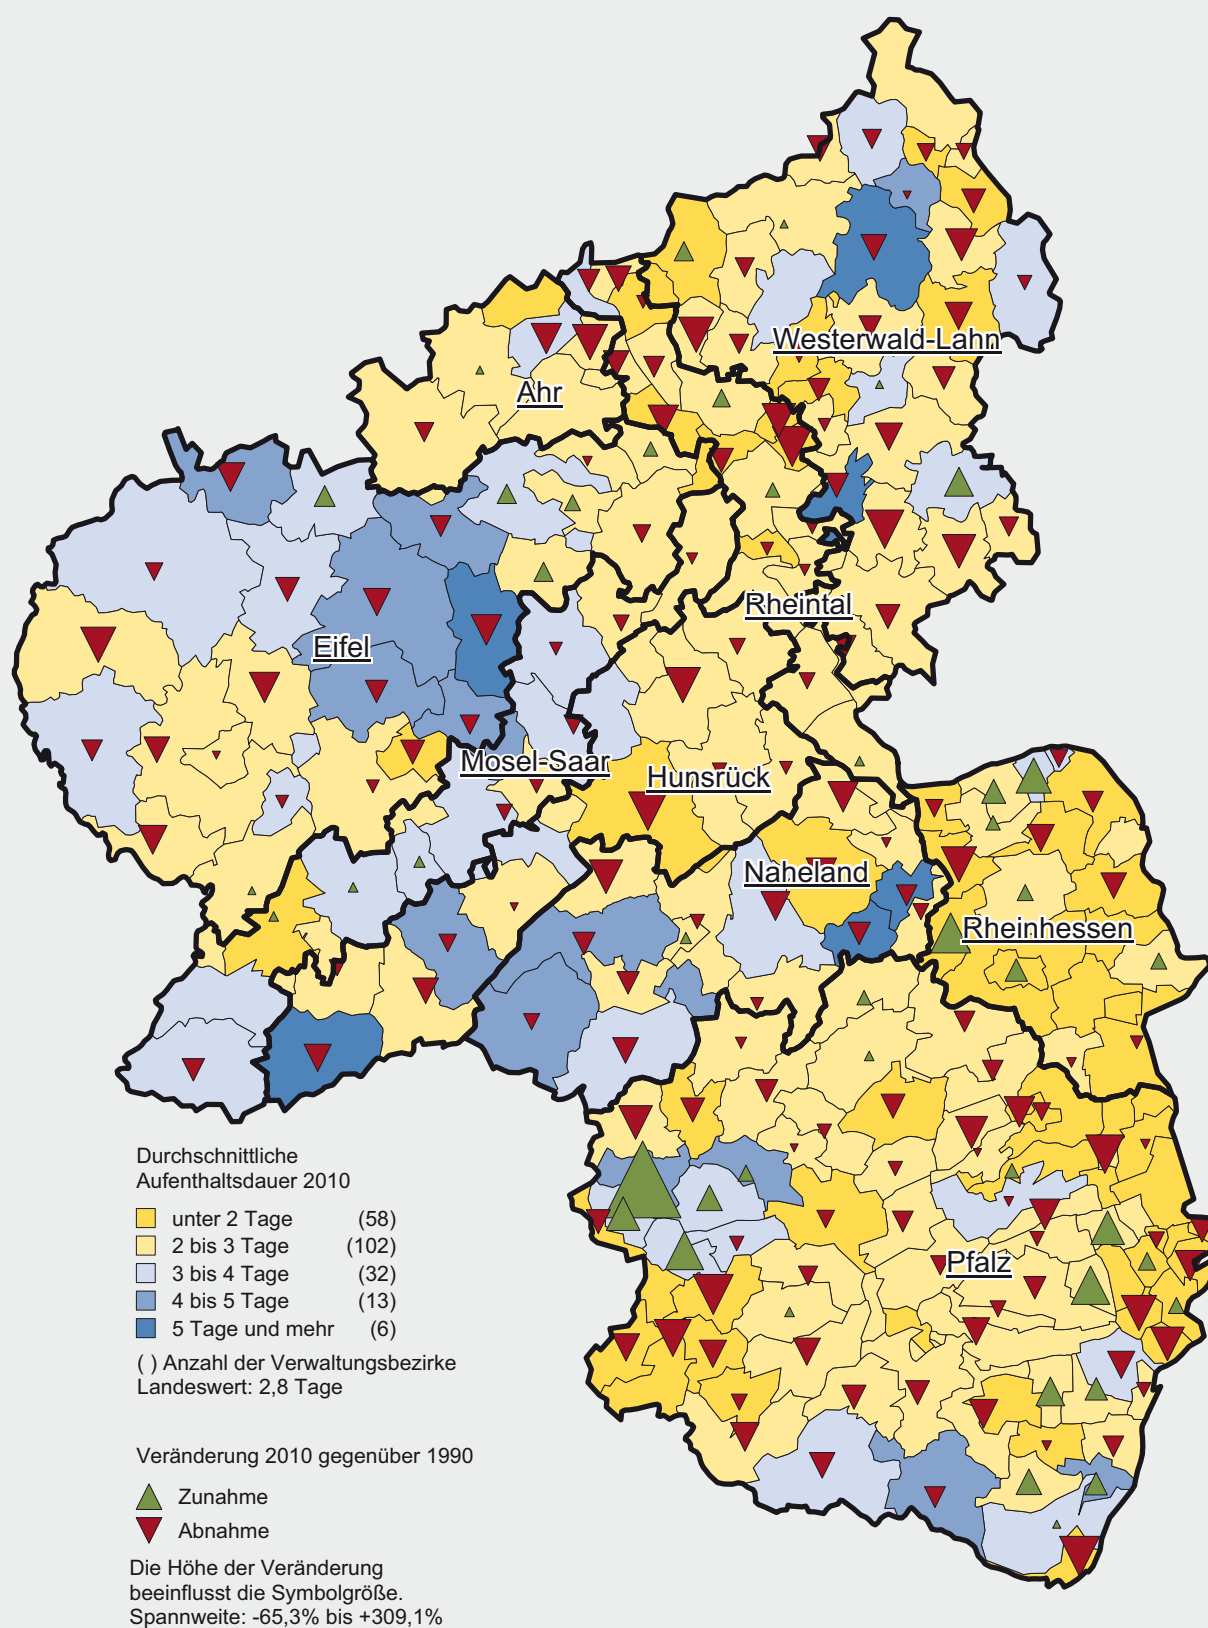 Westerwald-Lahn
Ahr
Rheintal
Eifel
Mosel-Saar
Hunsrück
Naheland
Rheinhessen
Pfalz
Durchschnittliche
Aufenthaltsdauer 2010
unter 2 Tage (58)
2 bis 3 Tage (102)
3 bis 4 Tage (32)
4 bis 5 Tage (13)
5 Tage und mehr (6)
( ) Anzahl der Verwaltungsbezirke
Landeswert: 2,8 Tage
Veränderung 2010 gegenüber 1990
Zunahme
Abnahme
Die Höhe der Veränderung
beeinflusst die Symbolgröße.
Spannweite: -65,3% bis +309,1%